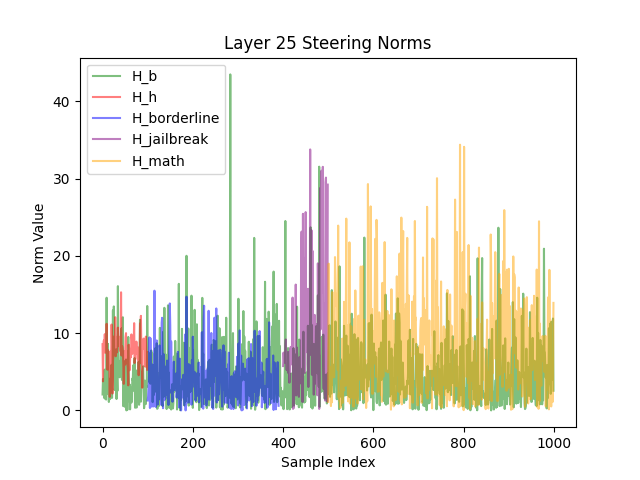 Layer 25 Steering Norms
H_b
H_h
H_borderline
H_jailbreak
H_math
Norm Value
40
30
20
10
0
0
200
400
600
800
1000
Sample Index